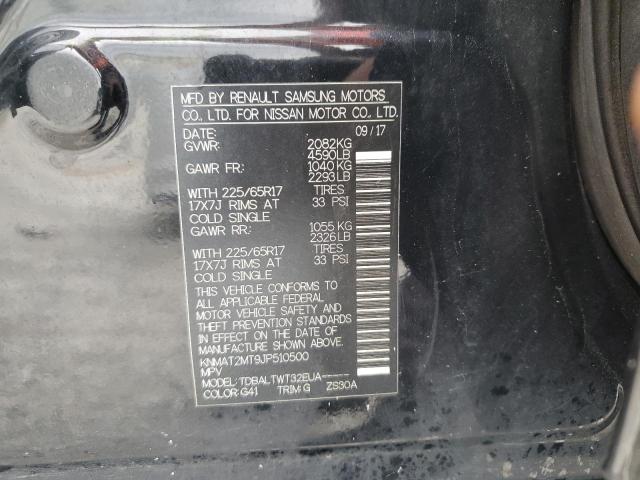 MFD BY RENAULT SAMSUNG MOTORS
CO., LTD. FOR NISSAN MOTOR CO., LTD.
DATE: 09/17
GVWR: 2082KG
4590LB
GAWR FR: 1040 KG
2293LB
WITH 225/65R17 TIRES
17X7J RIMS AT 33 PSI
COLD SINGLE
GAWR RR: 1055 KG
2326LB
WITH 225/65R17 TIRES
17X7J RIMS AT 33 PSI
COLD SINGLE
THIS VEHICLE CONFORMS TO
ALL APPLICABLE FEDERAL
MOTOR VEHICLE SAFETY AND
THEFT PREVENTION STANDARDS
IN EFFECT ON THE DATE OF
MANUFACTURE SHOWN ABOVE.
KNMAT2MT9JP510500
MPV
MODEL: TDBALTWT32EUA-----
COLOR: G41 TRIM: G ZS30A